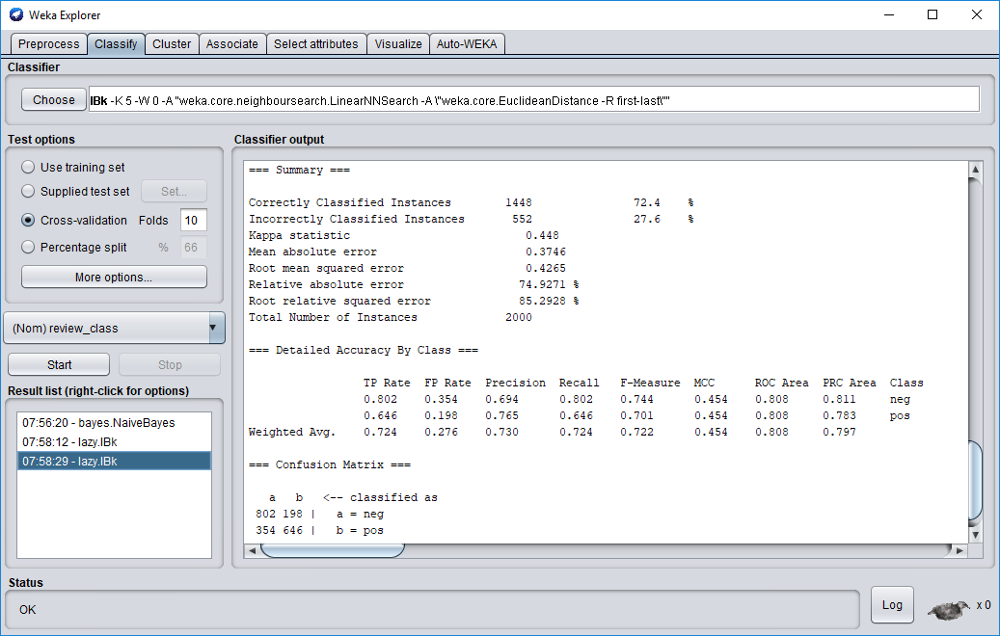 Weka Explorer
Preprocess Classify Cluster Associate Select attributes Visualize Auto-WEKA
Classifier
Choose IBk -K 5 -W 0 -A "weka.core.neighboursearch.LinearNNSearch -A \"weka.core.EuclideanDistance -R first-last\""
Test options
Use training set
Supplied test set Set...
Cross-validation Folds 10
Percentage split % 66
More options...
(Nom) review_class
Start Stop
Result list (right-click for options)
07:56:20 - bayes.NaiveBayes
07:58:12 - lazy.IBk
07:58:29 - lazy.IBk
Classifier output
=== Summary ===
Correctly Classified Instances 1448 72.4 %
Incorrectly Classified Instances 552 27.6 %
Kappa statistic 0.448
Mean absolute error 0.3746
Root mean squared error 0.4265
Relative absolute error 74.9271 %
Root relative squared error 85.2928 %
Total Number of Instances 2000
=== Detailed Accuracy By Class ===
TP Rate FP Rate Precision Recall F-Measure MCC ROC Area PRC Area Class
0.802 0.354 0.694 0.802 0.744 0.454 0.808 0.811 neg
0.646 0.198 0.765 0.646 0.701 0.454 0.808 0.783 pos
Weighted Avg. 0.724 0.276 0.730 0.724 0.722 0.454 0.808 0.797
=== Confusion Matrix ===
a b <-- classified as
802 198 | a = neg
354 646 | b = pos
Status
OK
Log x 0